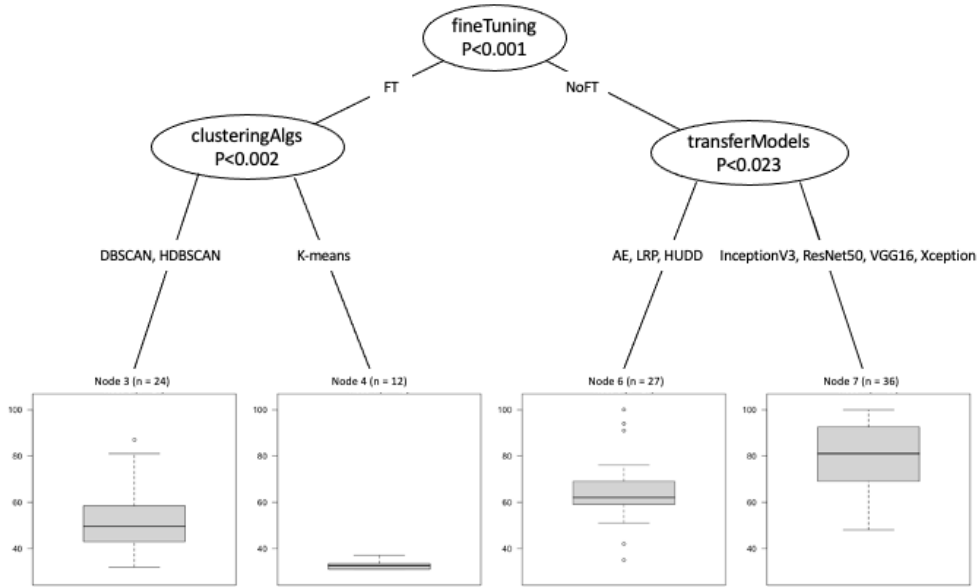 fineTuning
P<0.001
FT
NoFT
clusteringAlgs
P<0.002
transferModels
P<0.023
DBSCAN, HDBSCAN
K-means
AE, LRP, HUDD
InceptionV3, ResNet50, VGG16, Xception
Node 3 (n = 24)
Node 4 (n = 12)
Node 6 (n = 27)
Node 7 (n = 36)
100
80
60
40
100
80
60
40
100
80
60
40
100
80
60
40